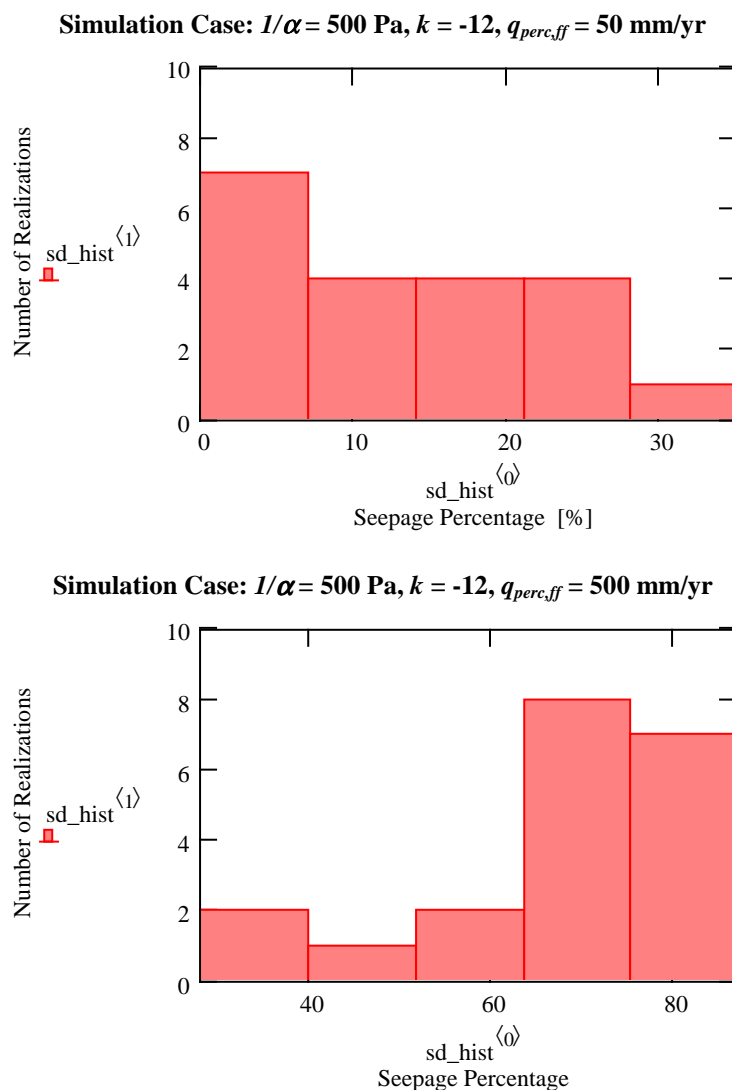 Simulation Case: 1/α = 500 Pa, k = -12, q_perc,ff = 50 mm/yr
10
8
6
4
2
0
Number of Realizations
sd_hist⟨1⟩
0 10 20 30
sd_hist⟨0⟩
Seepage Percentage [%]
Simulation Case: 1/α = 500 Pa, k = -12, q_perc,ff = 500 mm/yr
10
8
6
4
2
0
Number of Realizations
sd_hist⟨1⟩
40 60 80
sd_hist⟨0⟩
Seepage Percentage